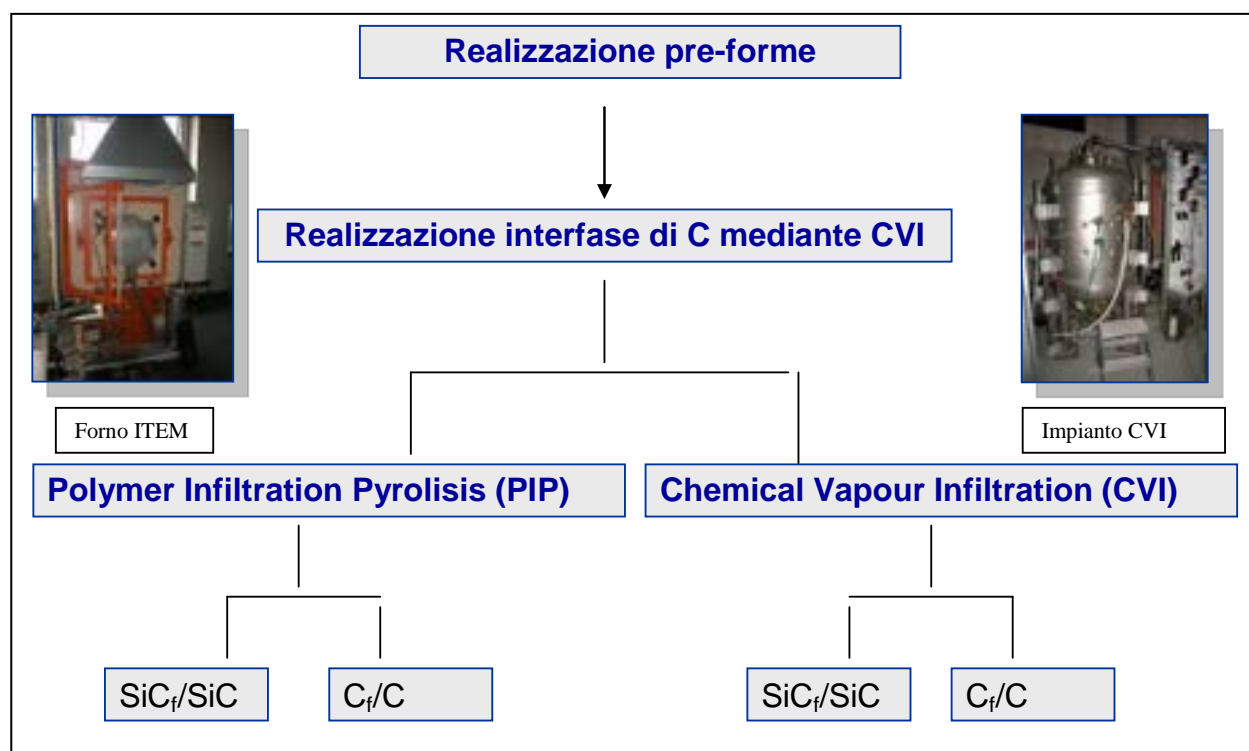 Realizzazione pre-forme
Realizzazione interfase di C mediante CVI
Forno ITEM
Impianto CVI
Polymer Infiltration Pyrolisis (PIP)
Chemical Vapour Infiltration (CVI)
SiCf/SiC
Cf/C
SiCf/SiC
Cf/C